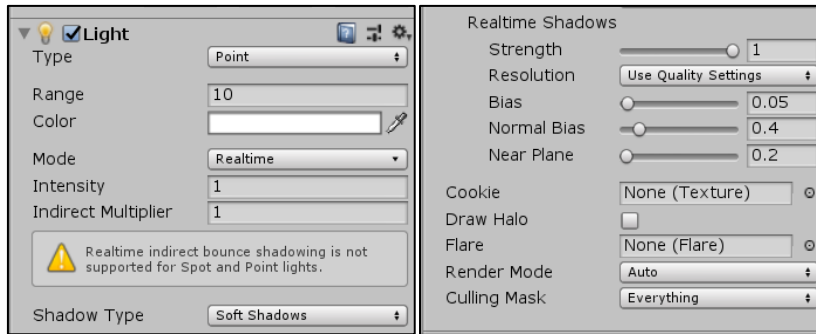 Light
Type Point
Range 10
Color
Mode Realtime
Intensity 1
Indirect Multiplier 1
Realtime indirect bounce shadowing is not
supported for Spot and Point lights.
Shadow Type Soft Shadows
Realtime Shadows
Strength 1
Resolution Use Quality Settings
Bias 0.05
Normal Bias 0.4
Near Plane 0.2
Cookie None (Texture)
Draw Halo
Flare None (Flare)
Render Mode Auto
Culling Mask Everything